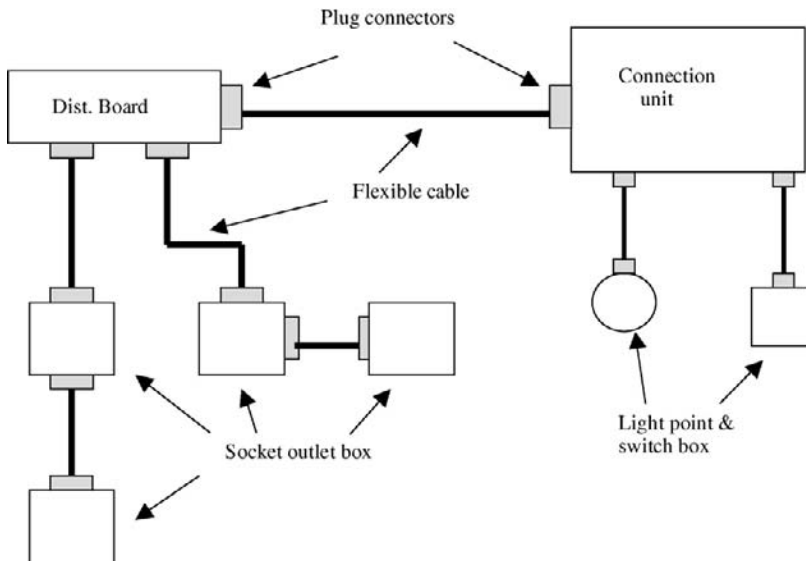 Plug connectors
Dist. Board
Connection
unit
Flexible cable
Socket outlet box
Light point &
switch box